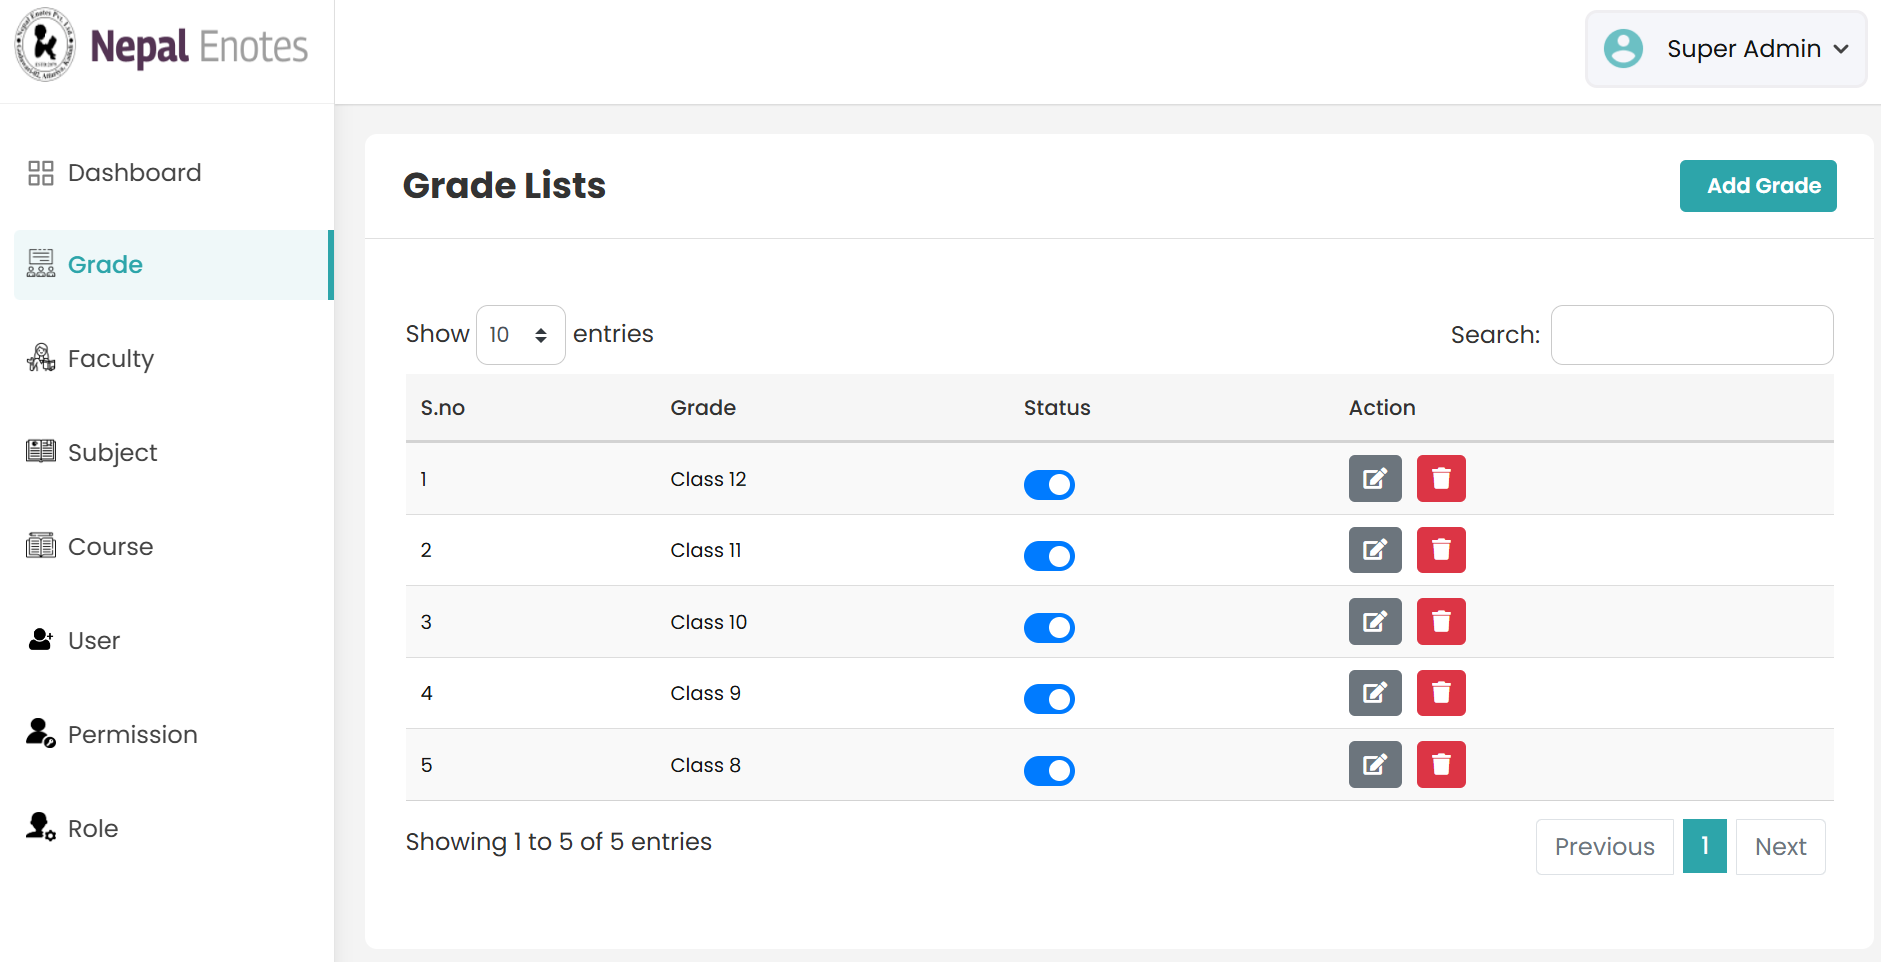 Nepal Enotes
Super Admin
Dashboard
Grade
Faculty
Subject
Course
User
Permission
Role
Grade Lists
Add Grade
Show 10 entries
Search:
S.no Grade Status Action
1 Class 12
2 Class 11
3 Class 10
4 Class 9
5 Class 8
Showing 1 to 5 of 5 entries
Previous 1 Next